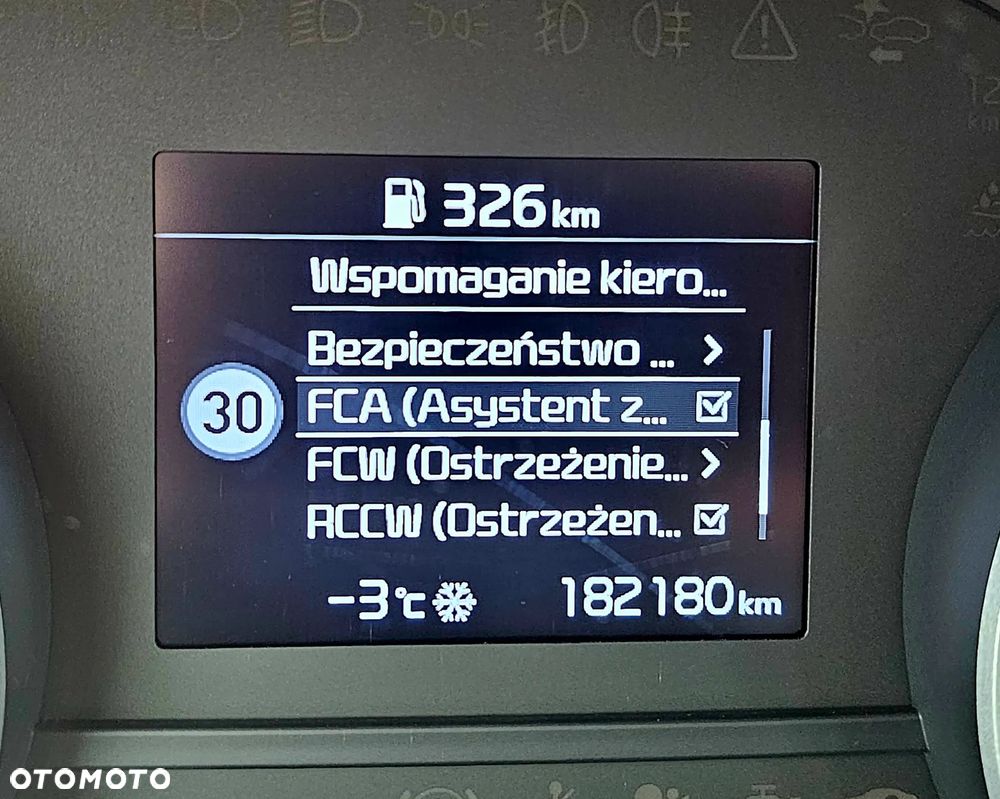 326 km
Wspomaganie kiero...
Bezpieczeństwo ...
30
FCA (Asystent z...
FCW (Ostrzeżenie...
RCCW (Ostrzeżen...
-3°C
182180 km
OTOMOTO